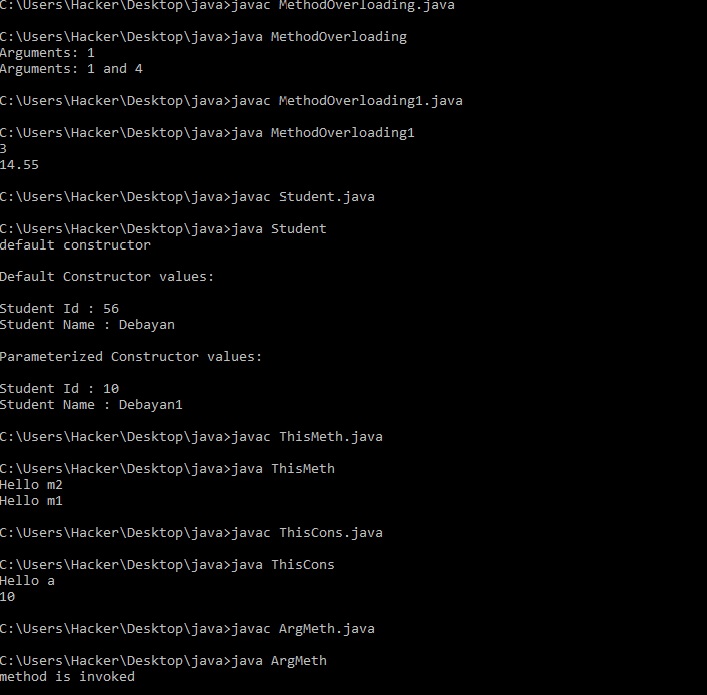 C:\Users\Hacker\Desktop\java>javac MethodOverloading.java
C:\Users\Hacker\Desktop\java>java MethodOverloading
Arguments: 1
Arguments: 1 and 4
C:\Users\Hacker\Desktop\java>javac MethodOverloading1.java
C:\Users\Hacker\Desktop\java>java MethodOverloading1
3
14.55
C:\Users\Hacker\Desktop\java>javac Student.java
C:\Users\Hacker\Desktop\java>java Student
default constructor
Default Constructor values:
Student Id : 56
Student Name : Debayan
Parameterized Constructor values:
Student Id : 10
Student Name : Debayan1
C:\Users\Hacker\Desktop\java>javac ThisMeth.java
C:\Users\Hacker\Desktop\java>java ThisMeth
Hello m2
Hello m1
C:\Users\Hacker\Desktop\java>javac ThisCons.java
C:\Users\Hacker\Desktop\java>java ThisCons
Hello a
10
C:\Users\Hacker\Desktop\java>javac ArgMeth.java
C:\Users\Hacker\Desktop\java>java ArgMeth
method is invoked